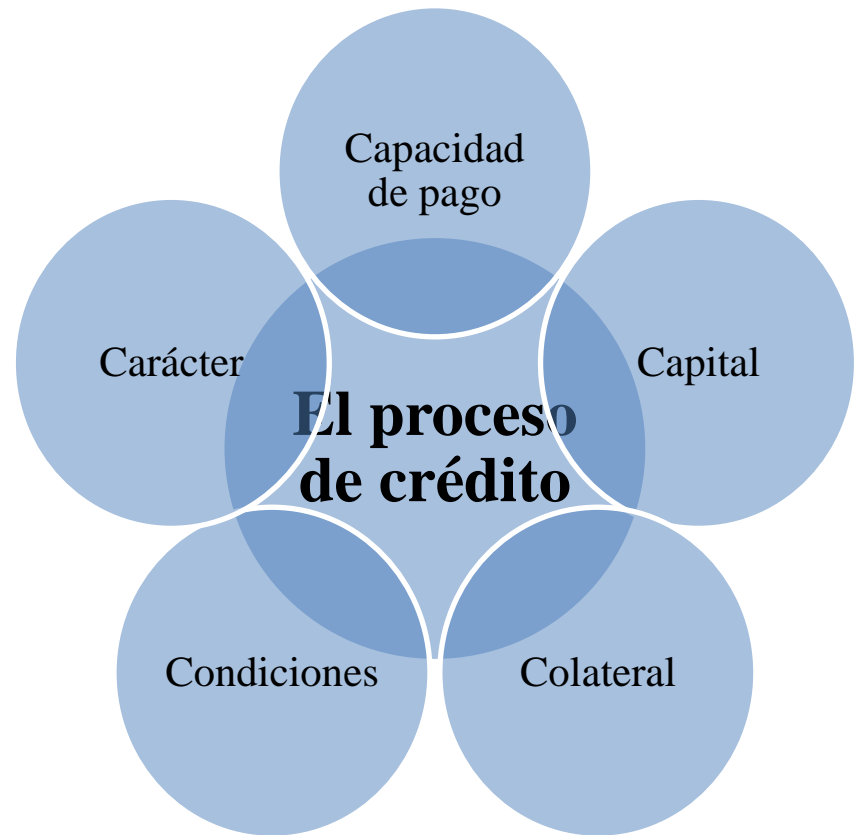 Capacidad
de pago
Carácter
Capital
El proceso
de crédito
Condiciones
Colateral